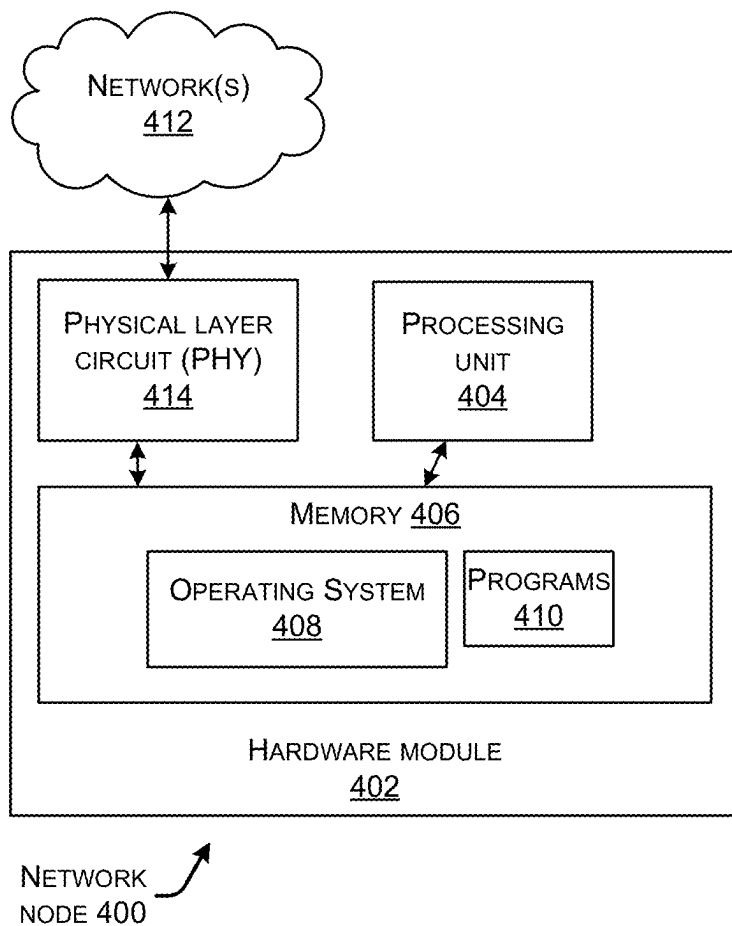 NETWORK(S)
412
PHYSICAL LAYER
CIRCUIT (PHY)
414
PROCESSING
UNIT
404
MEMORY 406
OPERATING SYSTEM
408
PROGRAMS
410
HARDWARE MODULE
402
NETWORK
NODE 400